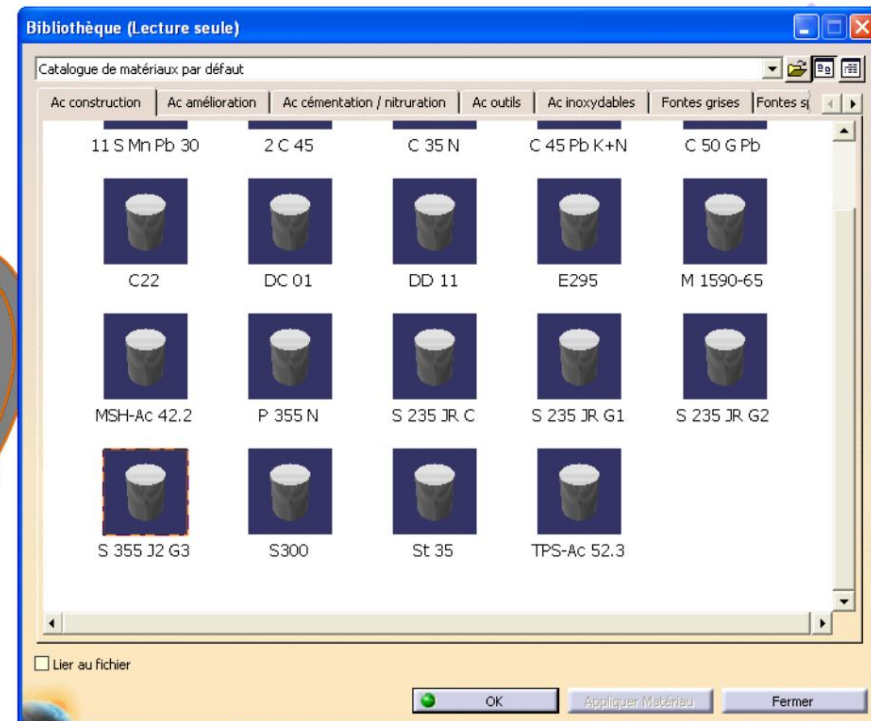 Bibliothèque (Lecture seule)
Catalogue de matériaux par défaut
Ac construction Ac amélioration Ac cémentation / nitruration Ac outils Ac inoxydables Fontes grises Fontes
11 S Mn Pb 30 2 C 45 C 35 N C 45 Pb K+N C 50 G Pb
C22 DC 01 DD 11 E295 M 1590-65
MSH-Ac 42.2 P 355 N S 235 JR C S 235 JR G1 S 235 JR G2
S 355 J2 G3 S300 St 35 TPS-Ac 52.3
Lier au fichier
OK Appliquer Matériau Fermer